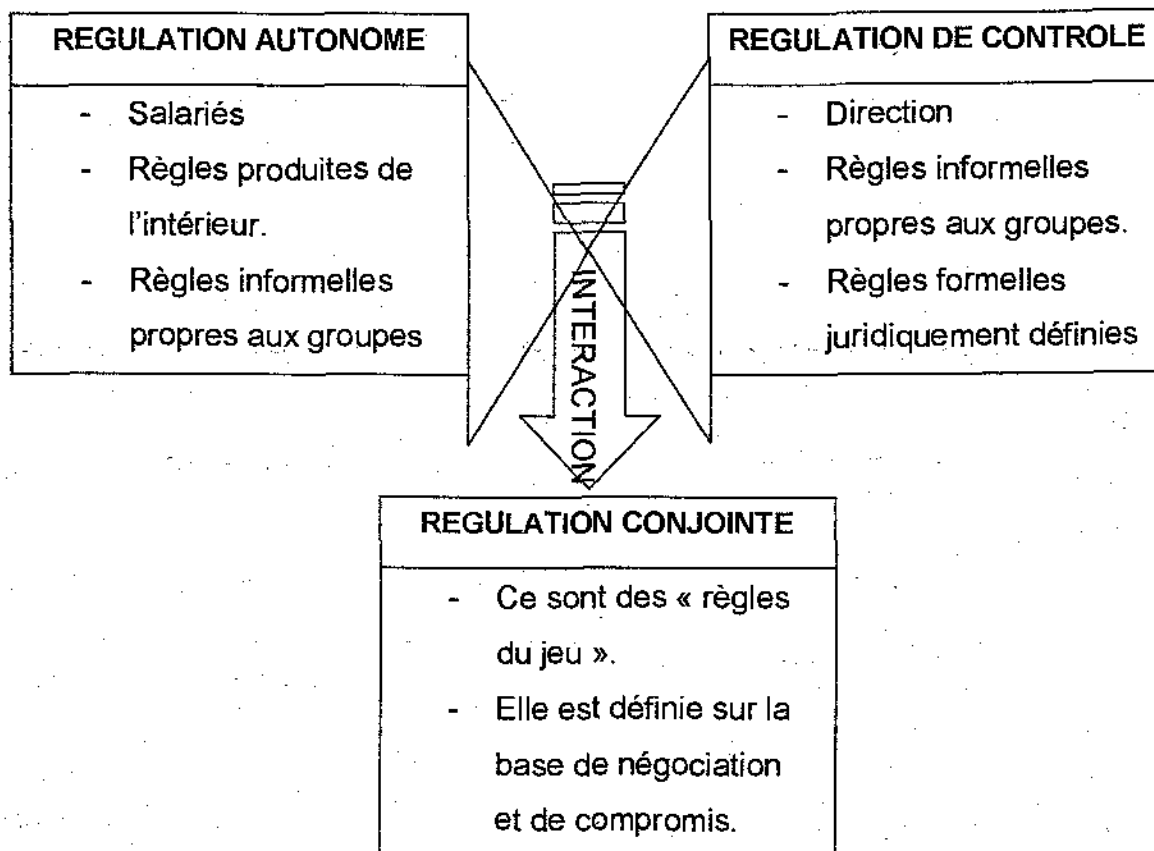 REGULATION AUTONOME
- Salariés
- Règles produites de
l'intérieur.
- Règles informelles
propres aux groupes
REGULATION DE CONTROLE
- Direction
- Règles informelles
propres aux groupes.
- Règles formelles
juridiquement définies
INTERACTION
REGULATION CONJOINTE
- Ce sont des « règles
du jeu ».
- Elle est définie sur la
base de négociation
et de compromis.